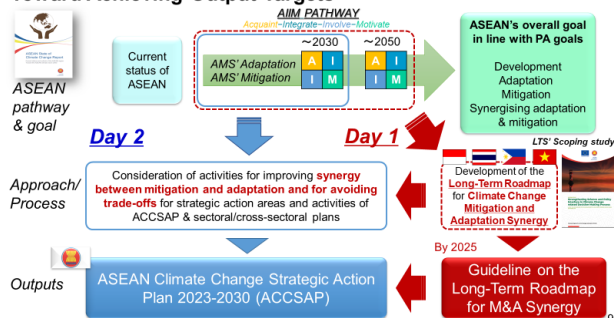 Toward Achieving Output Targets
AIIM PATHWAY
Acquaint~Integrate~Involve~Motivate
ASEAN pathway & goal
Current status of ASEAN
～2030
～2050
AMS' Adaptation
AMS' Mitigation
A I
I M
A I
I M
ASEAN's overall goal
in line with PA goals
Development
Adaptation
Mitigation
Synergising adaptation
& mitigation
Day 2
Day 1
LTS' Scoping study
Approach/
Process
Consideration of activities for improving synergy
between mitigation and adaptation and for avoiding
trade-offs for strategic action areas and activities of
ACCSAP & sectoral/cross-sectoral plans
Development of the
Long-Term Roadmap
for Climate Change
Mitigation and
Adaptation Synergy
By 2025
Outputs
ASEAN Climate Change Strategic Action
Plan 2023-2030 (ACCSAP)
Guideline on the
Long-Term Roadmap
for M&A Synergy